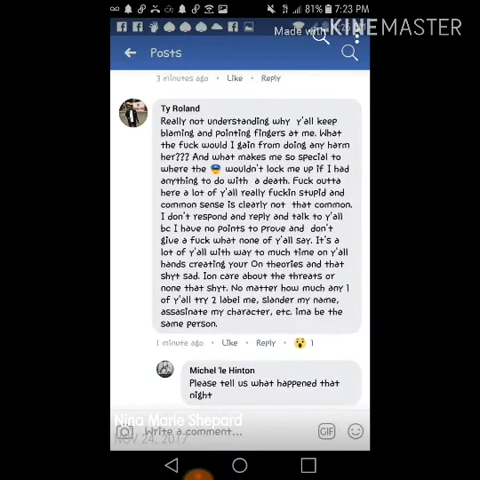 81% 7:23 PM
Made with
KINEMASTER
Posts
3 minutes ago · Like · Reply
Ty Roland
Really not understanding why y'all keep
blaming and pointing fingers at me. What
the fuck would I gain from doing any harm
her??? And what makes me so special to
where the 👮 wouldn't lock me up if I had
anything to do with a death. Fuck outta
here a lot of y'all really fuckin stupid and
common sense is clearly not that common.
I don't respond and reply and talk to y'all
bc I have no points to prove and don't
give a fuck what none of y'all say. It's a
lot of y'all with way to much time on y'all
hands creating your On theories and that
shyt sad. Ion care about the threats or
none that shyt. No matter how much any 1
of y'all try 2 label me, slander my name,
assasinate my character, etc. ima be the
same person.
1 minute ago · Like · Reply · 😮 1
Michel 'le Hinton
Please tell us what happened that
night
Nina Marie Shepard
Write a comment...
GIF
NOV 24, 2017